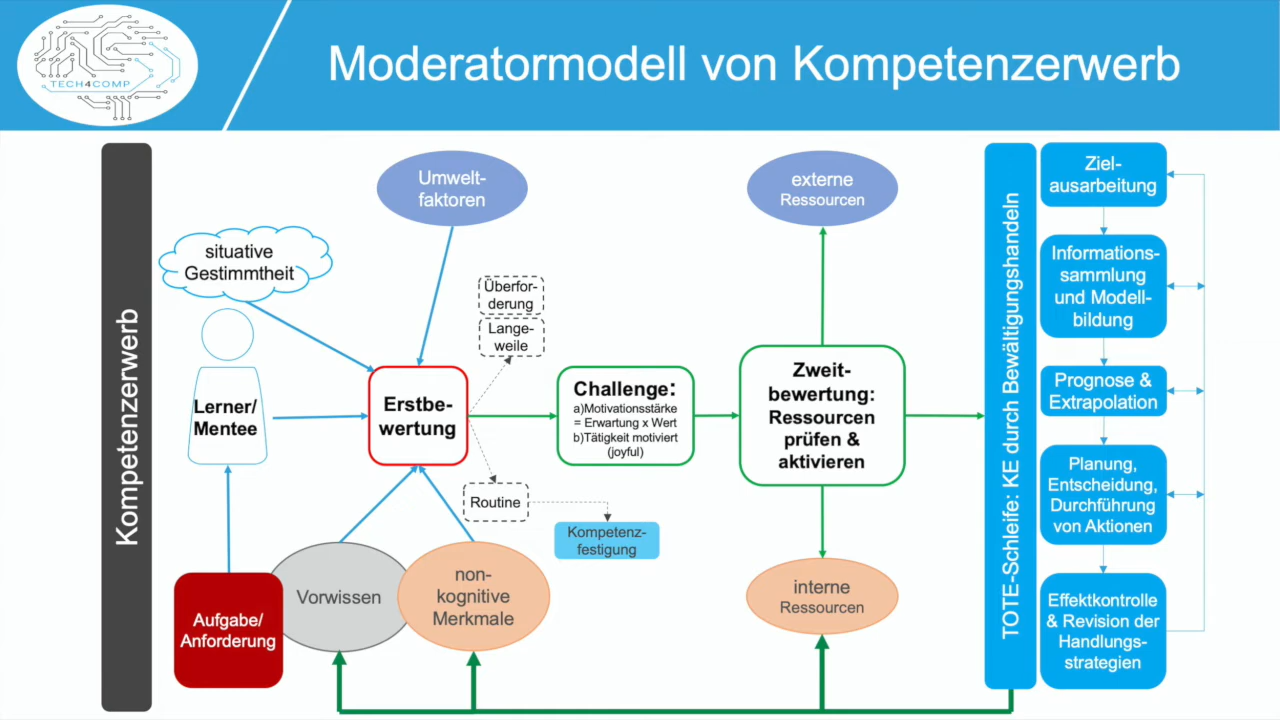 TECH4COMP
Moderatormodell von Kompetenzerwerb
Kompetenzerwerb
situative
Gestimmtheit
Lerner/
Mentee
Aufgabe/
Anforderung
Umwelt-
faktoren
Erstbe-
wertung
Vorwissen
non-
kognitive
Merkmale
Überfor-
derung
Lange-
weile
Routine
Kompetenz-
festigung
Challenge:
a)Motivationsstärke
= Erwartung x Wert
b)Tätigkeit motiviert
(joyful)
externe
Ressourcen
Zweit-
bewertung:
Ressourcen
prüfen &
aktivieren
interne
Ressourcen
TOTE-Schleife: KE durch Bewältigungshandeln
Ziel-
ausarbeitung
Informations-
sammlung
und Modell-
bildung
Prognose &
Extrapolation
Planung,
Entscheidung,
Durchführung
von Aktionen
Effektkontrolle
& Revision der
Handlungs-
strategien